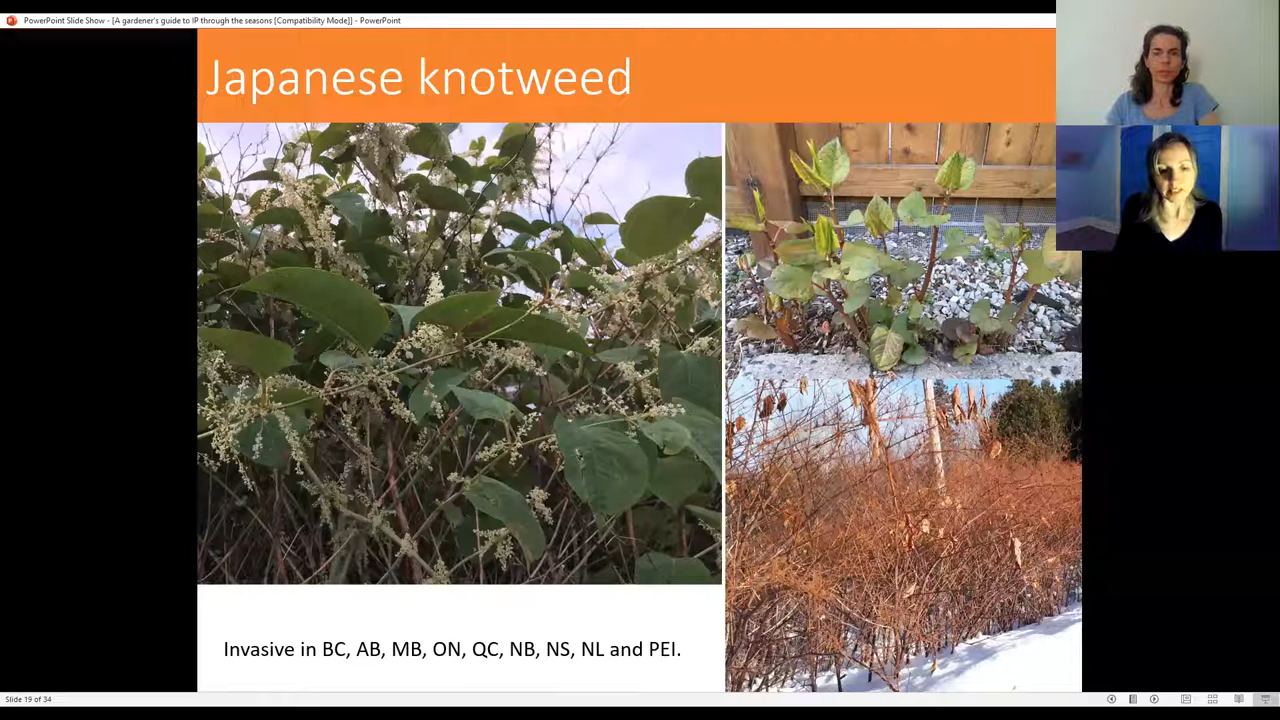 PowerPoint Slide Show - [A gardener's guide to IP through the seasons [Compatibility Mode]] - PowerPoint
Japanese knotweed
Invasive in BC, AB, MB, ON, QC, NB, NS, NL and PEI.
Slide 19 of 34